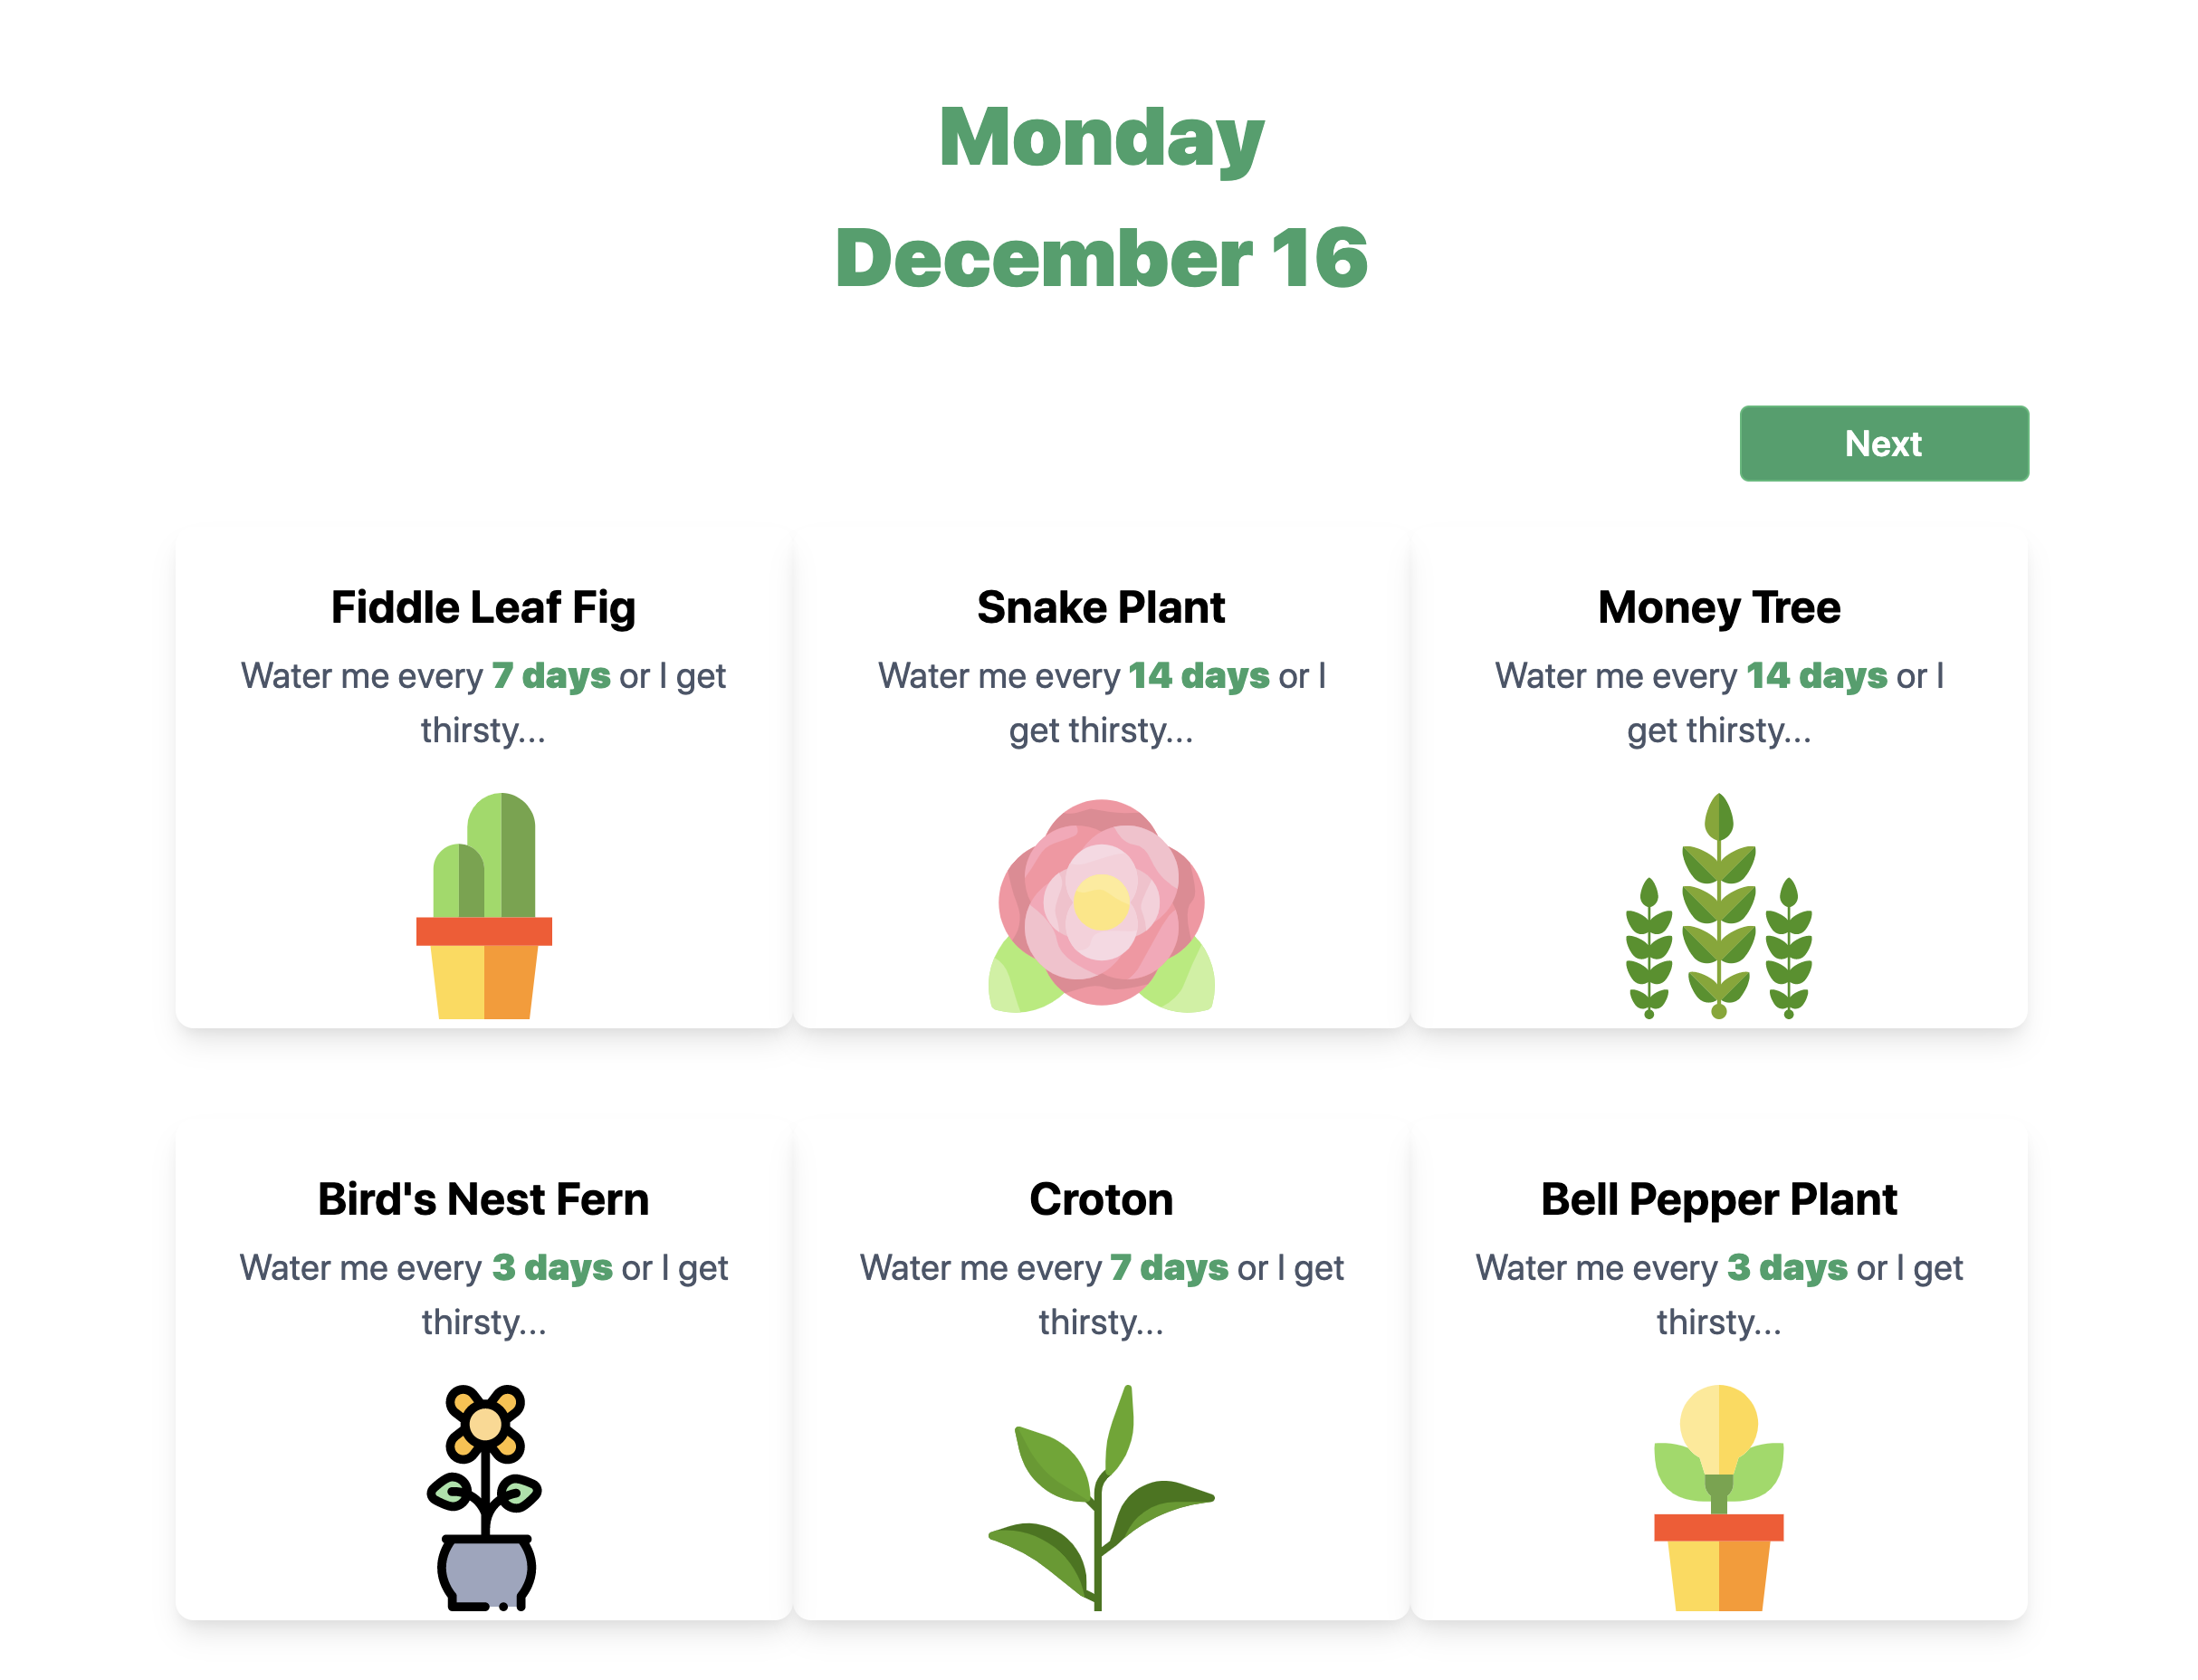 Monday
December 16
Next
Fiddle Leaf Fig
Water me every 7 days or I get
thirsty...
Snake Plant
Water me every 14 days or I
get thirsty...
Money Tree
Water me every 14 days or I
get thirsty...
Bird's Nest Fern
Water me every 3 days or I get
thirsty...
Croton
Water me every 7 days or I get
thirsty...
Bell Pepper Plant
Water me every 3 days or I get
thirsty...